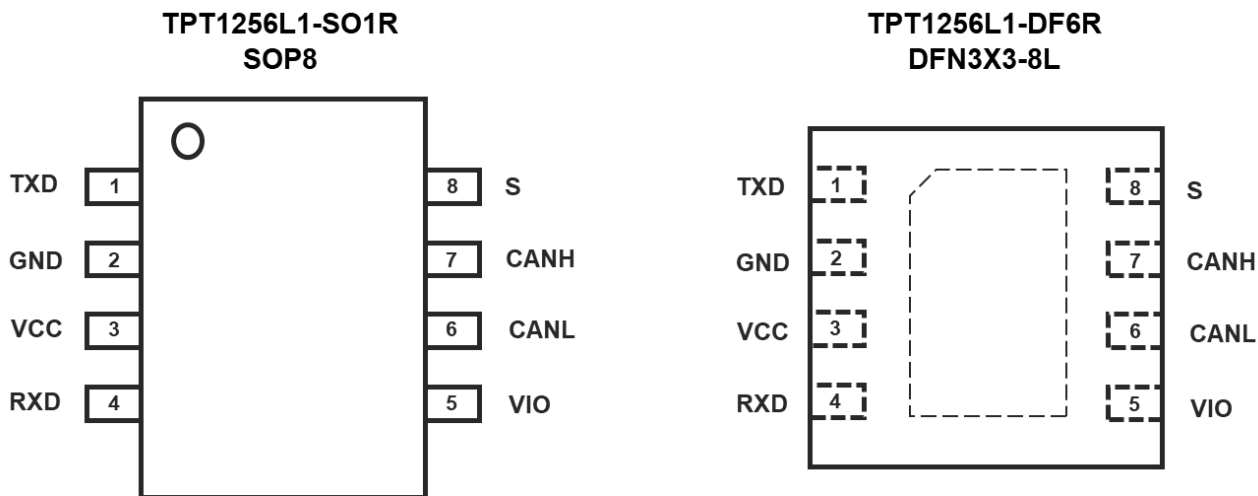 TPT1256L1-SO1R
SOP8
TXD 1 8 S
GND 2 7 CANH
VCC 3 6 CANL
RXD 4 5 VIO
TPT1256L1-DF6R
DFN3X3-8L
TXD 1 8 S
GND 2 7 CANH
VCC 3 6 CANL
RXD 4 5 VIO